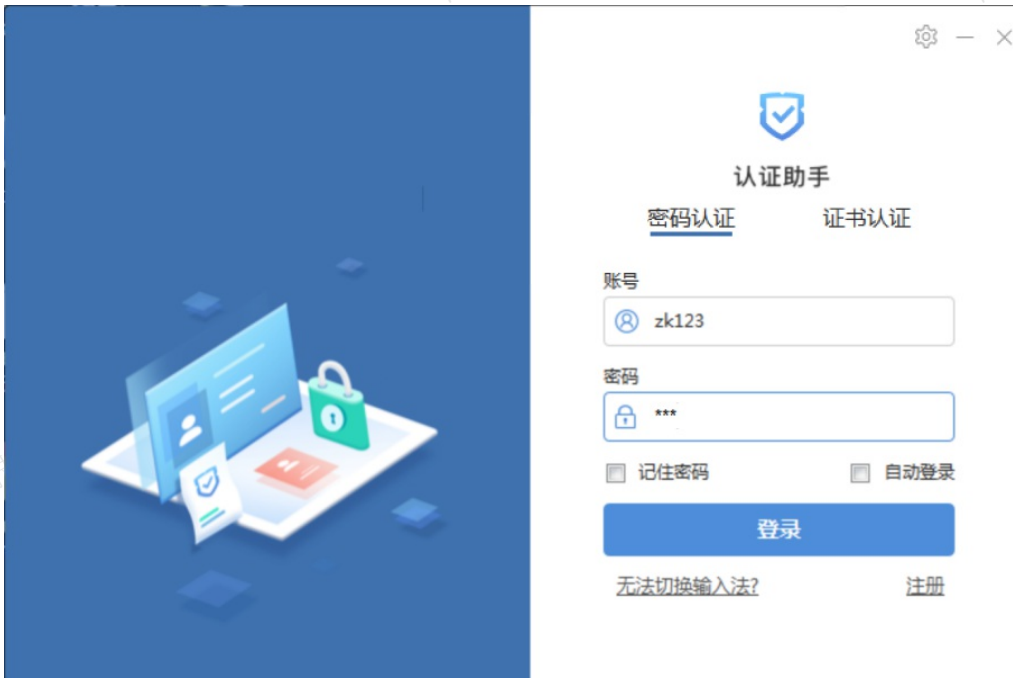 认证助手
密码认证 证书认证
账号
zk123
密码
***
记住密码 自动登录
登录
无法切换输入法? 注册